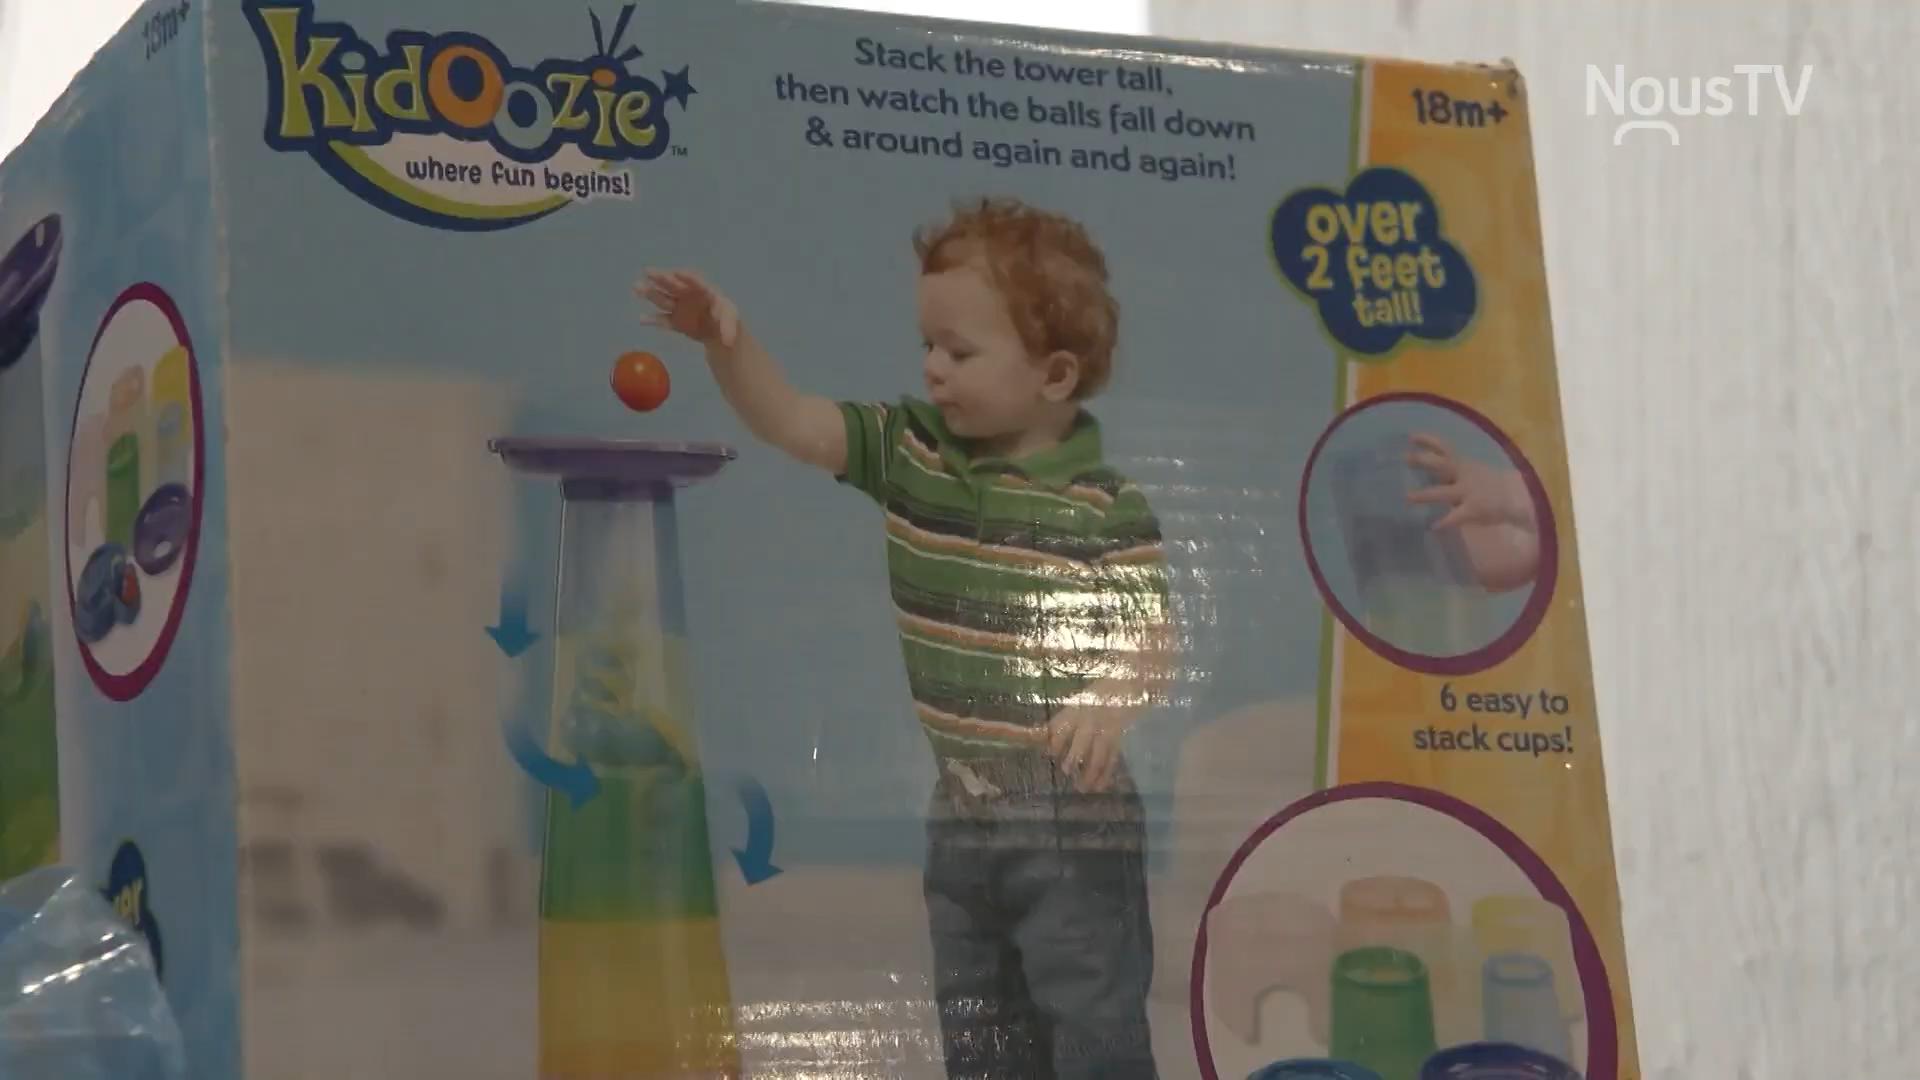 18m+
Kidoozie™
where fun begins!
Stack the tower tall,
then watch the balls fall down
& around again and again!
18m+
NousTV
over
2 feet
tall!
6 easy to
stack cups!